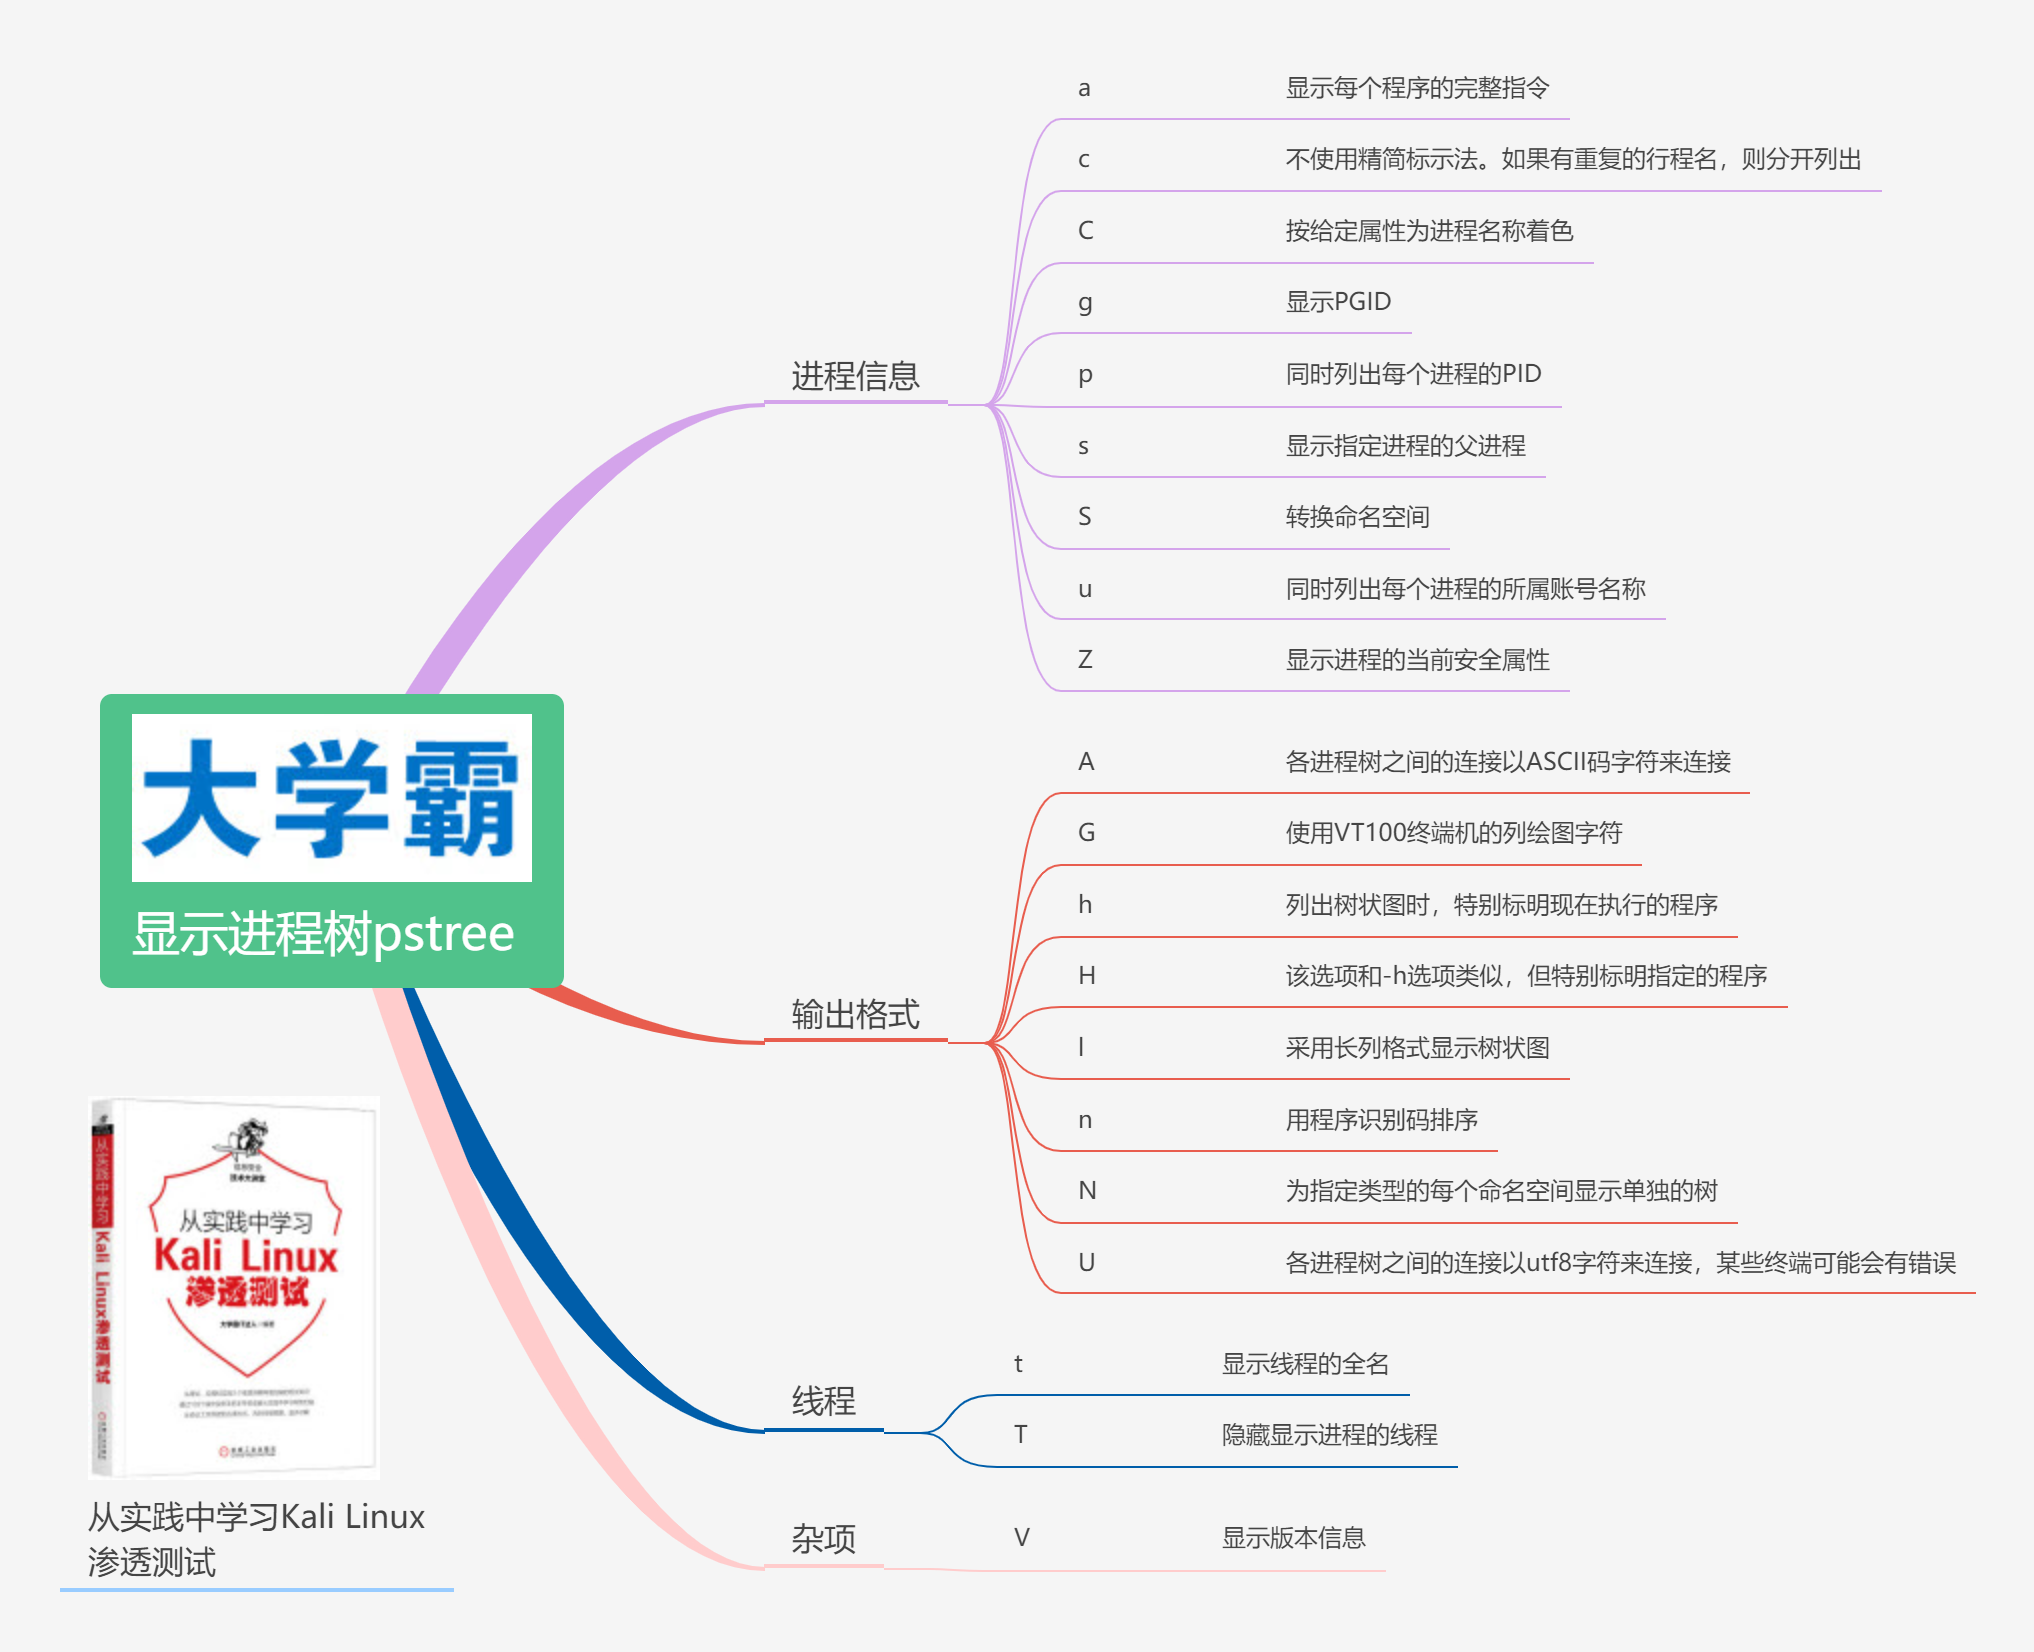 大学霸
显示进程树pstree
进程信息
a 显示每个程序的完整指令
c 不使用精简标示法。如果有重复的行程名，则分开列出
C 按给定属性为进程名称着色
g 显示PGID
p 同时列出每个进程的PID
s 显示指定进程的父进程
S 转换命名空间
u 同时列出每个进程的所属账号名称
Z 显示进程的当前安全属性
输出格式
A 各进程树之间的连接以ASCII码字符来连接
G 使用VT100终端机的列绘图字符
h 列出树状图时，特别标明现在执行的程序
H 该选项和-h选项类似，但特别标明指定的程序
l 采用长列格式显示树状图
n 用程序识别码排序
N 为指定类型的每个命名空间显示单独的树
U 各进程树之间的连接以utf8字符来连接，某些终端可能会有错误
线程
t 显示线程的全名
T 隐藏显示进程的线程
杂项
V 显示版本信息
从实践中学习
Kali Linux
渗透测试
从实践中学习 Kali Linux渗透测试
从实践中学习Kali Linux
渗透测试